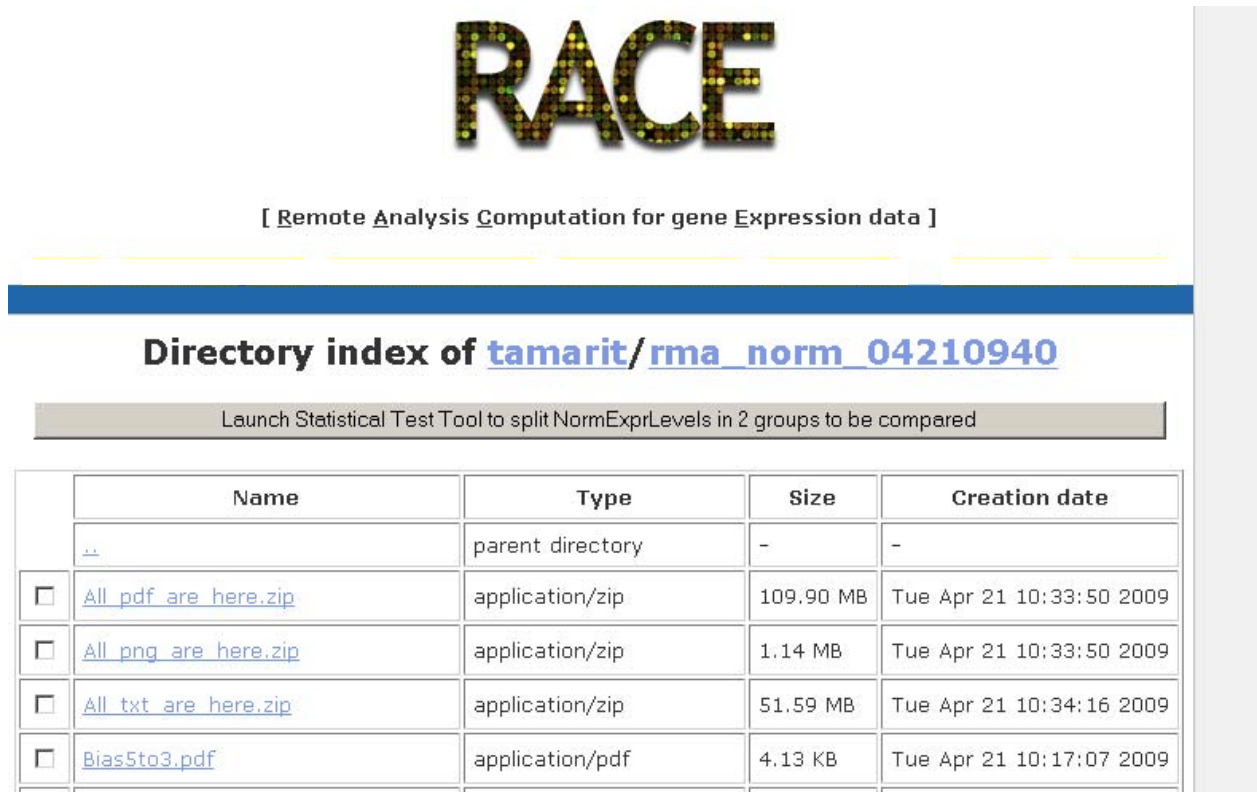 RACE
[ Remote Analysis Computation for gene Expression data ]
Directory index of tamarit/rma_norm_04210940
Launch Statistical Test Tool to split NormExprLevels in 2 groups to be compared
Name Type Size Creation date
.. parent directory - -
All_pdf_are_here.zip application/zip 109.90 MB Tue Apr 21 10:33:50 2009
All_png_are_here.zip application/zip 1.14 MB Tue Apr 21 10:33:50 2009
All_txt_are_here.zip application/zip 51.59 MB Tue Apr 21 10:34:16 2009
Bias5to3.pdf application/pdf 4.13 KB Tue Apr 21 10:17:07 2009